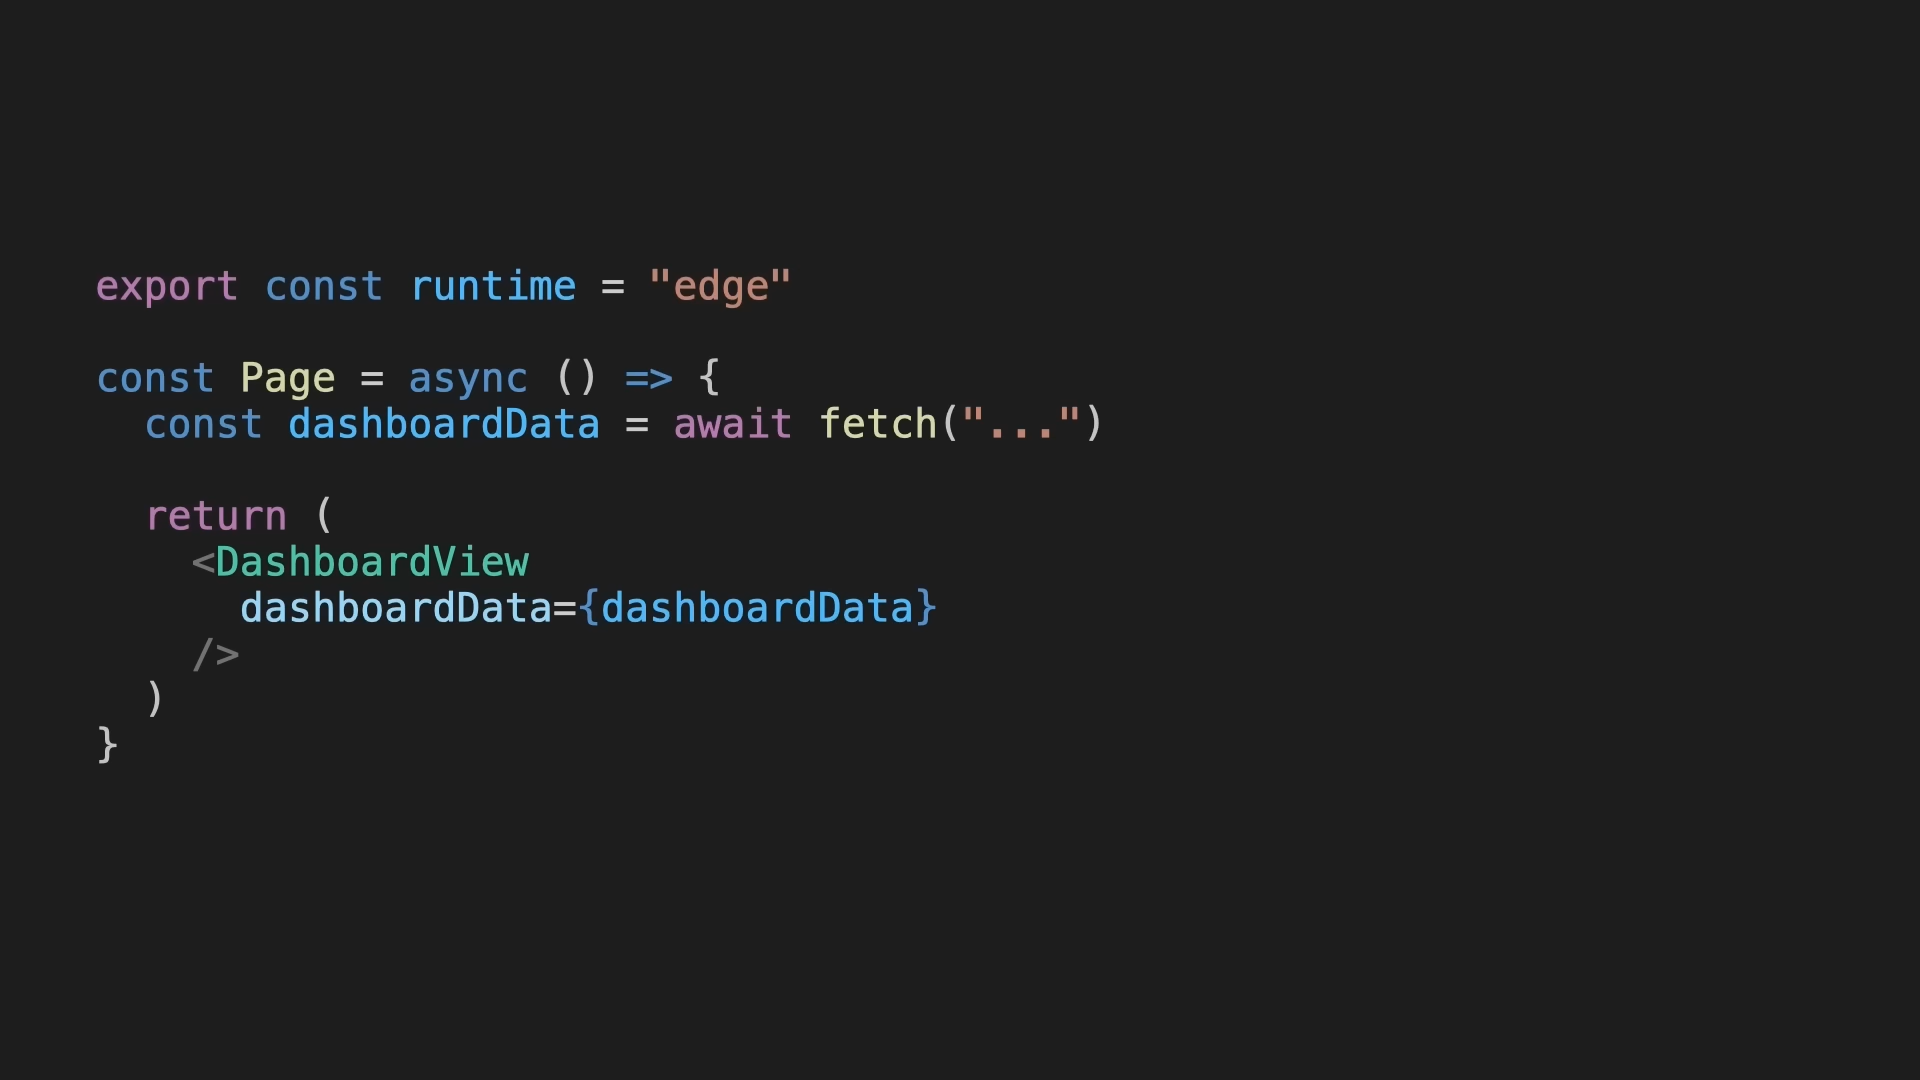 export const runtime = "edge"
const Page = async () => {
  const dashboardData = await fetch("...")
  return (
    <DashboardView
      dashboardData={dashboardData}
    />
  )
}